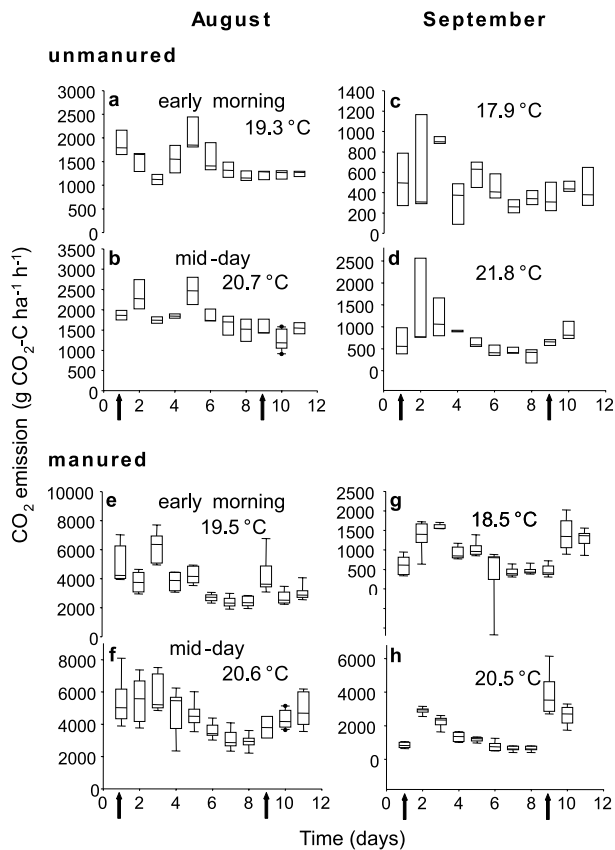 August September
unmanured
a early morning 19.3 °C
3000
2500
2000
1500
1000
500
0
c 17.9 °C
1400
1200
1000
800
600
400
200
0
b mid-day 20.7 °C
3500
3000
2500
2000
1500
1000
500
0
0 2 4 6 8 10 12
d 21.8 °C
2500
2000
1500
1000
500
0
0 2 4 6 8 10 12
CO2 emission (g CO2-C ha-1 h-1)
manured
e early morning 19.5 °C
10000
8000
6000
4000
2000
0
g 18.5 °C
2500
2000
1500
1000
500
0
f mid-day 20.6 °C
8000
6000
4000
2000
0
0 2 4 6 8 10 12
h 20.5 °C
6000
4000
2000
0
0 2 4 6 8 10 12
Time (days)